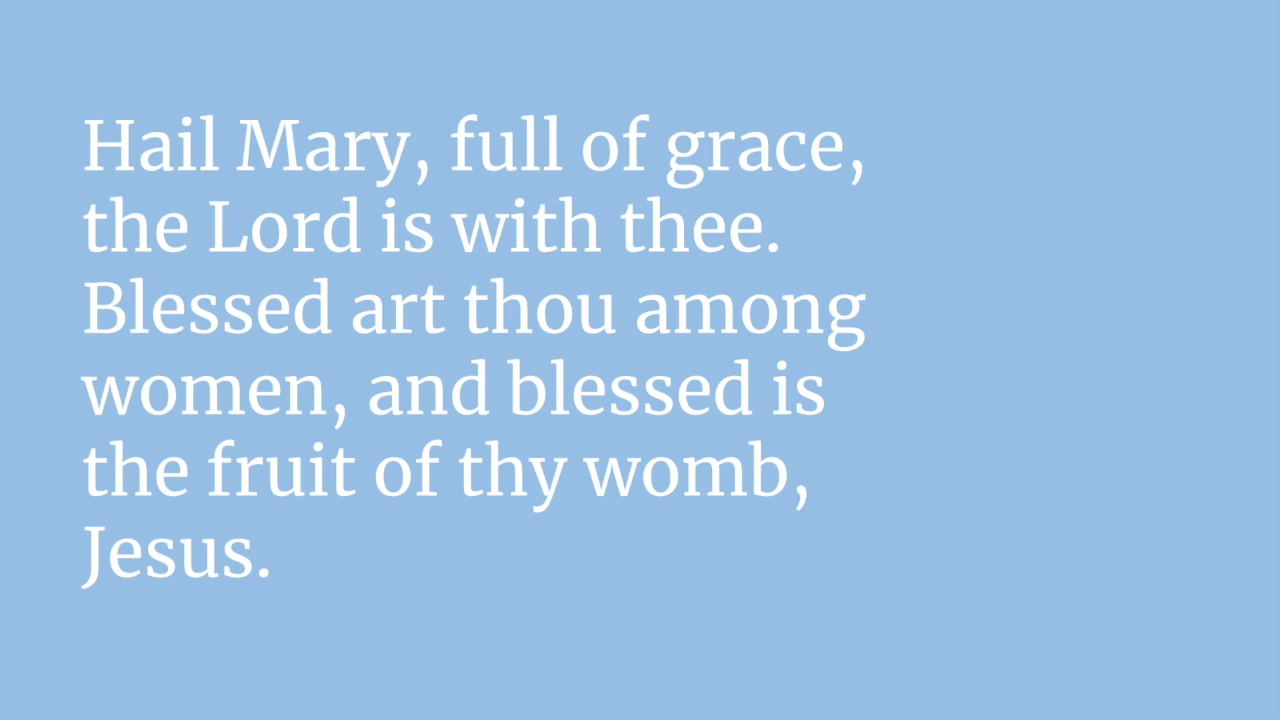 Hail Mary, full of grace,
the Lord is with thee.
Blessed art thou among
women, and blessed is
the fruit of thy womb,
Jesus.